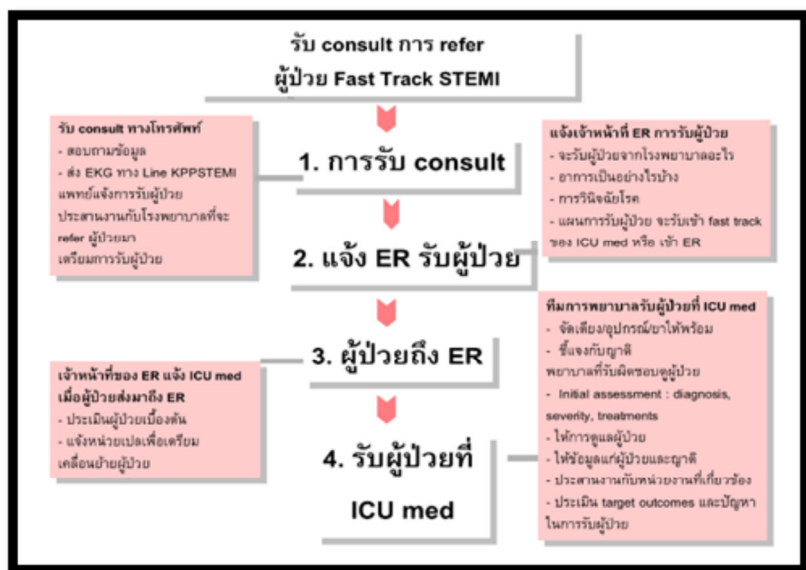 รับ consult การ refer
ผู้ป่วย Fast Track STEMI
รับ consult ทางโทรศัพท์
- สอบถามข้อมูล
- ส่ง EKG ทาง Line KPPSTEMI
แพทย์แจ้งการรับผู้ป่วย
ประสานงานกับโรงพยาบาลที่จะ
refer ผู้ป่วยมา
เตรียมการรับผู้ป่วย
1. การรับ consult
แจ้งเจ้าหน้าที่ ER การรับผู้ป่วย
- จะรับผู้ป่วยจากโรงพยาบาลอะไร
- อาการเป็นอย่างไรบ้าง
- การวินิจฉัยโรค
- แผนการรับผู้ป่วย จะรับเข้า fast track
ของ ICU med หรือ เข้า ER
2. แจ้ง ER รับผู้ป่วย
3. ผู้ป่วยถึง ER
เจ้าหน้าที่ของ ER แจ้ง ICU med
เมื่อผู้ป่วยส่งมาถึง ER
- ประเมินผู้ป่วยเบื้องต้น
- แจ้งหน่วยเปลเพื่อเตรียม
เคลื่อนย้ายผู้ป่วย
ทีมการพยาบาลรับผู้ป่วยที่ ICU med
- จัดเตียง/อุปกรณ์/ยาให้พร้อม
- ชี้แจงกับญาติ
พยาบาลที่รับผิดชอบดูผู้ป่วย
- Initial assessment : diagnosis,
severity, treatments
- ให้การดูแลผู้ป่วย
- ให้ข้อมูลแก่ผู้ป่วยและญาติ
- ประสานงานกับหน่วยงานที่เกี่ยวข้อง
- ประเมิน target outcomes และปัญหา
ในการรับผู้ป่วย
4. รับผู้ป่วยที่
ICU med